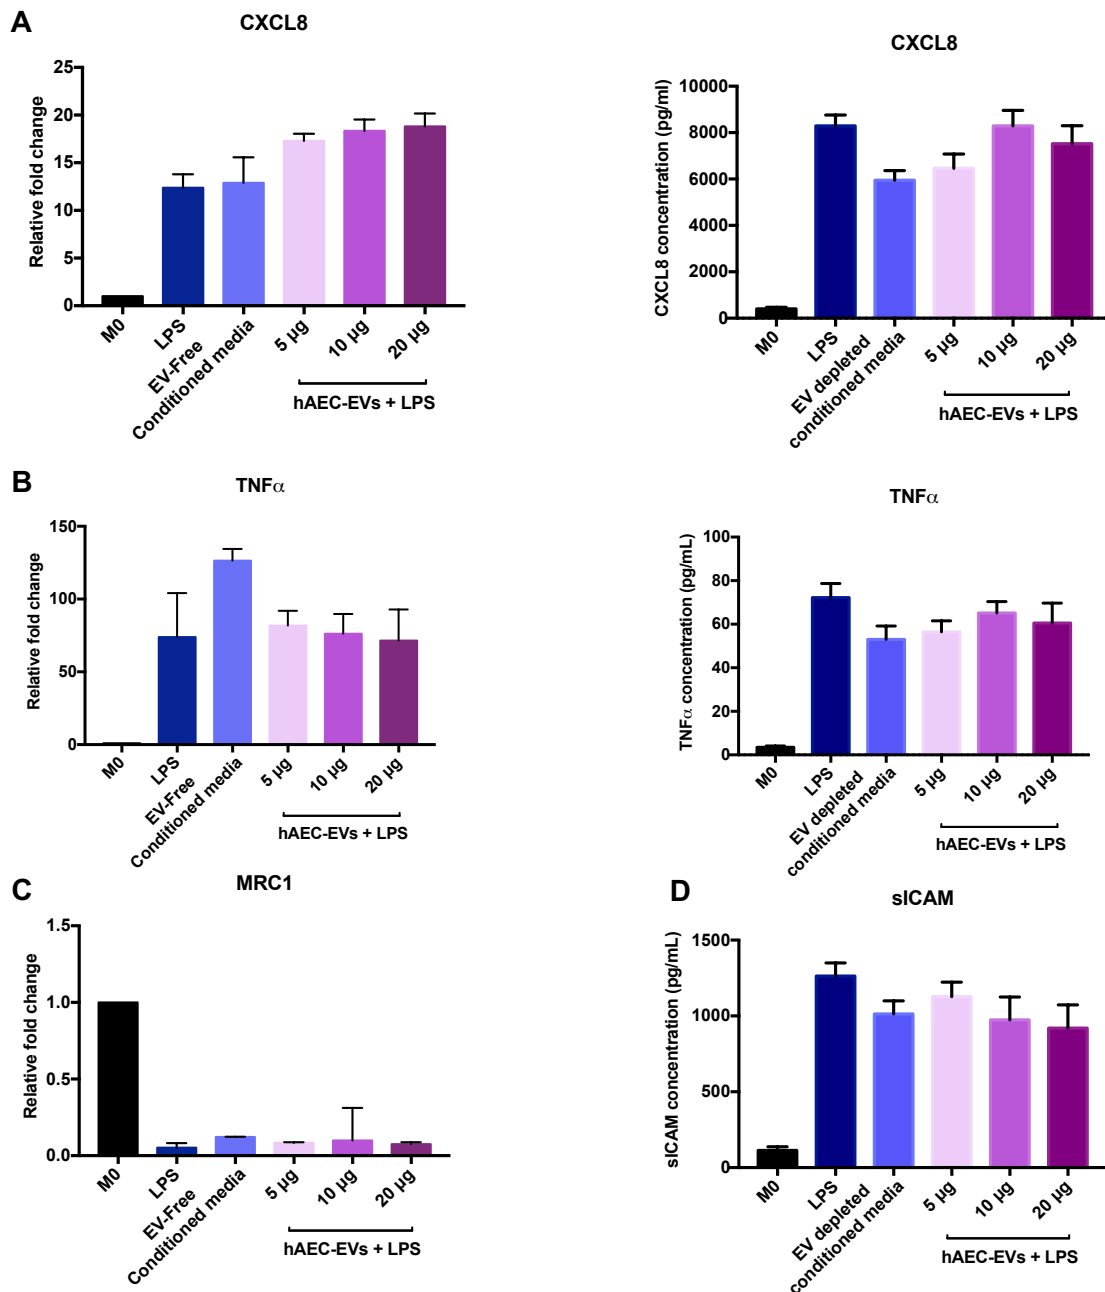 A
CXCL8
Relative fold change
25
20
15
10
5
0
M0
LPS
EV-Free
Conditioned media
5 µg
10 µg
20 µg
hAEC-EVs + LPS
CXCL8
CXCL8 concentration (pg/ml)
10000
8000
6000
4000
2000
0
M0
LPS
EV depleted
conditioned media
5 µg
10 µg
20 µg
hAEC-EVs + LPS
B
TNFα
Relative fold change
150
100
50
0
M0
LPS
EV-Free
Conditioned media
5 µg
10 µg
20 µg
hAEC-EVs + LPS
TNFα
TNFα concentration (pg/mL)
80
60
40
20
0
M0
LPS
EV depleted
conditioned media
5 µg
10 µg
20 µg
hAEC-EVs + LPS
C
MRC1
Relative fold change
1.5
1.0
0.5
0.0
M0
LPS
EV-Free
Conditioned media
5 µg
10 µg
20 µg
hAEC-EVs + LPS
D
sICAM
sICAM concentration (pg/mL)
1500
1000
500
0
M0
LPS
EV depleted
conditioned media
5 µg
10 µg
20 µg
hAEC-EVs + LPS